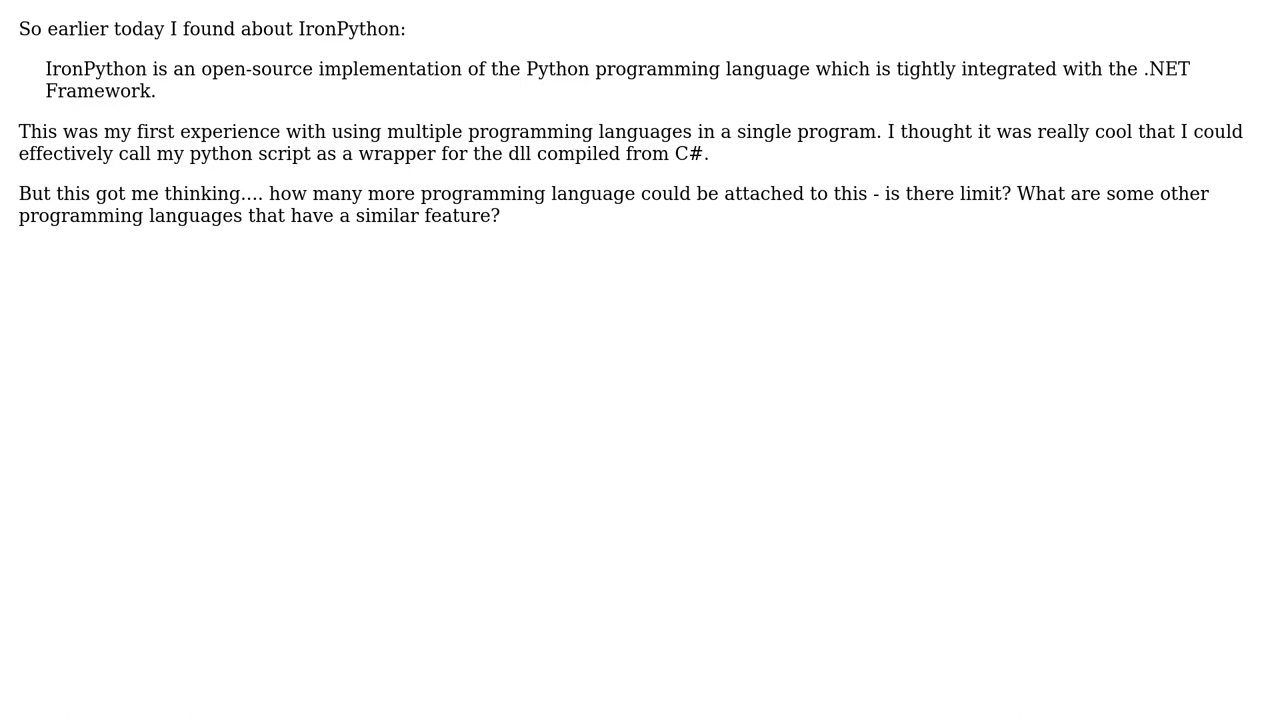 So earlier today I found about IronPython:
IronPython is an open-source implementation of the Python programming language which is tightly integrated with the .NET
Framework.
This was my first experience with using multiple programming languages in a single program. I thought it was really cool that I could
effectively call my python script as a wrapper for the dll compiled from C#.
But this got me thinking.... how many more programming language could be attached to this - is there limit? What are some other
programming languages that have a similar feature?